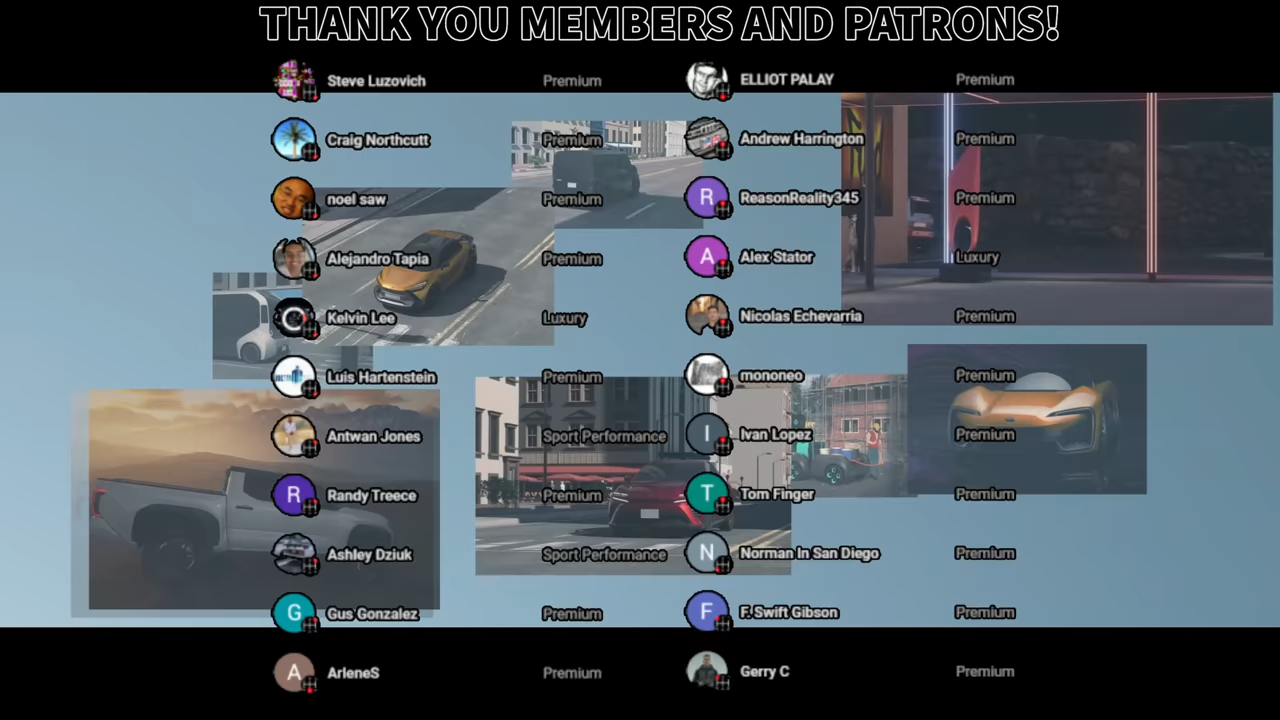 THANK YOU MEMBERS AND PATRONS!
Steve Luzovich Premium
Craig Northcutt Premium
noel saw Premium
Alejandro Tapia Premium
Kelvin Lee Luxury
Luis Hartenstein Premium
Antwan Jones Sport Performance
R Randy Treece Premium
Ashley Dziuk Sport Performance
G Gus Gonzalez Premium
A ArleneS Premium
ELLIOT PALAY Premium
Andrew Harrington Premium
R ReasonReality345 Premium
A Alex Stator Luxury
Nicolas Echevarria Premium
mononeo Premium
I Ivan Lopez Premium
T Tom Finger Premium
N Norman In San Diego Premium
F F. Swift Gibson Premium
Gerry C Premium